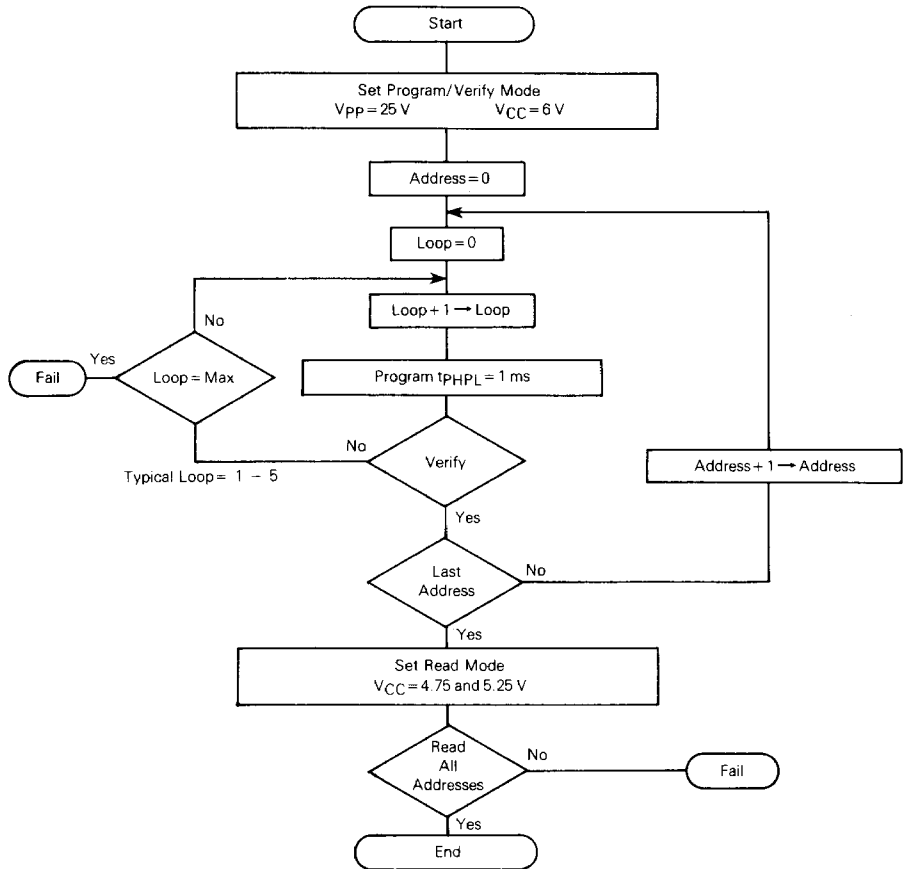 Start
Set Program/Verify Mode
VPP = 25 V VCC = 6 V
Address = 0
Loop = 0
Loop + 1 → Loop
No
Yes
Fail
Loop = Max
Program tPHPL = 1 ms
No
Verify
Typical Loop = 1 – 5
Address + 1 → Address
Yes
Last
Address
No
Yes
Set Read Mode
VCC = 4.75 and 5.25 V
Read
All
Addresses
No
Fail
Yes
End